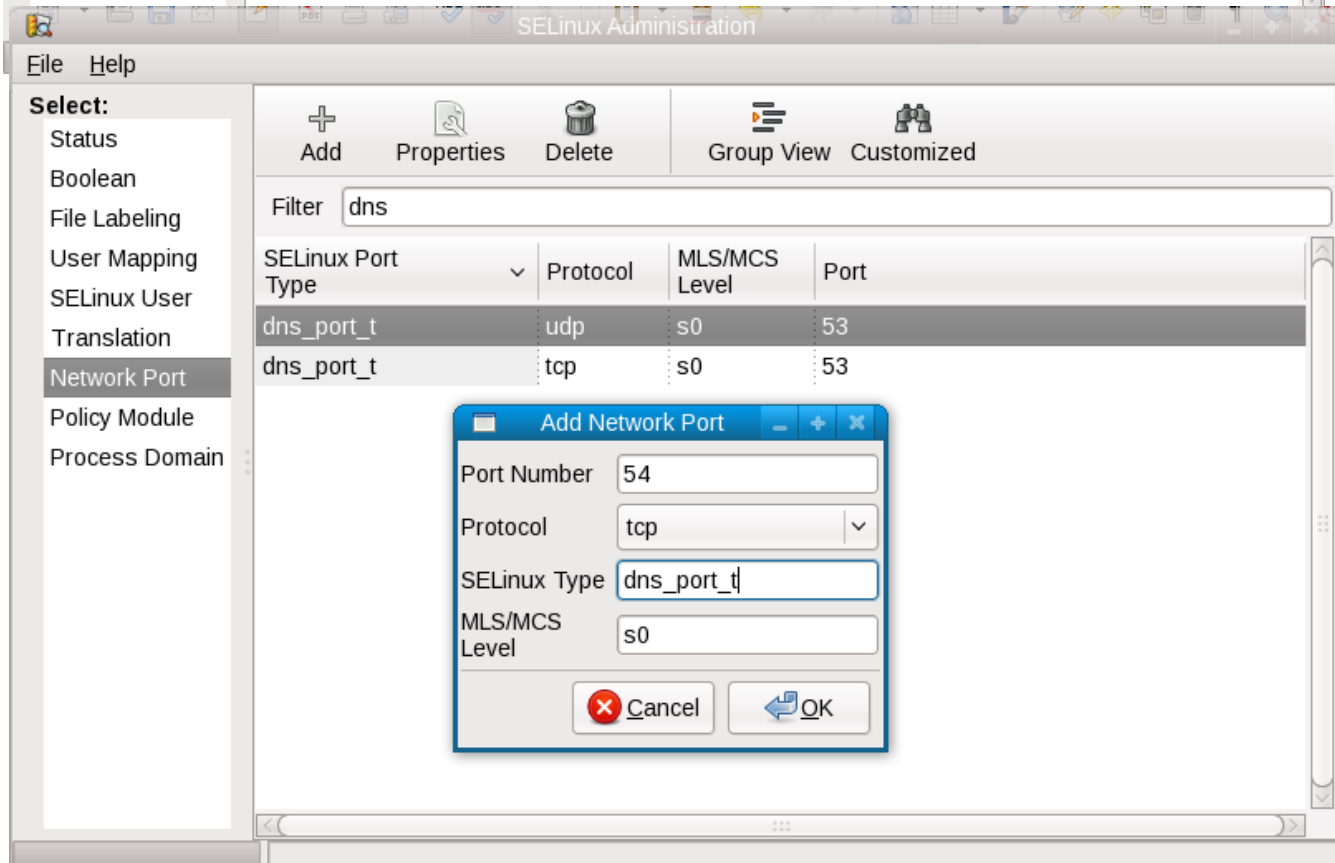 SELinux Administration
File Help
Select:
Status
Boolean
File Labeling
User Mapping
SELinux User
Translation
Network Port
Policy Module
Process Domain
Add Properties Delete Group View Customized
Filter dns
SELinux Port Type Protocol MLS/MCS Level Port
dns_port_t udp s0 53
dns_port_t tcp s0 53
Add Network Port
Port Number 54
Protocol tcp
SELinux Type dns_port_t
MLS/MCS Level s0
Cancel OK